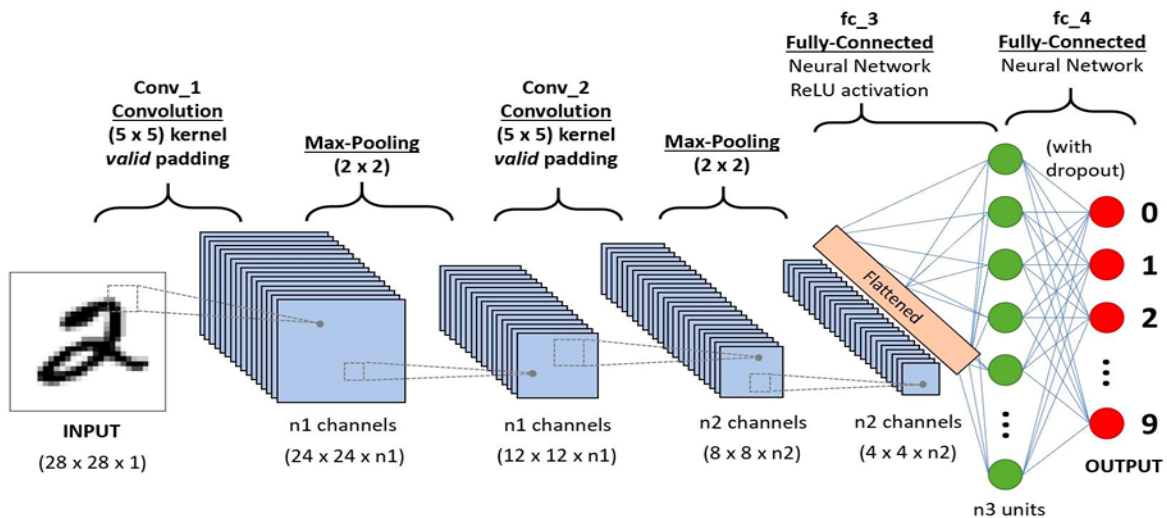 Conv_1
Convolution
(5 x 5) kernel
valid padding
Max-Pooling
(2 x 2)
Conv_2
Convolution
(5 x 5) kernel
valid padding
Max-Pooling
(2 x 2)
fc_3
Fully-Connected
Neural Network
ReLU activation
fc_4
Fully-Connected
Neural Network
(with
dropout)
Flattened
0
1
2
9
INPUT
(28 x 28 x 1)
n1 channels
(24 x 24 x n1)
n1 channels
(12 x 12 x n1)
n2 channels
(8 x 8 x n2)
n2 channels
(4 x 4 x n2)
n3 units
OUTPUT